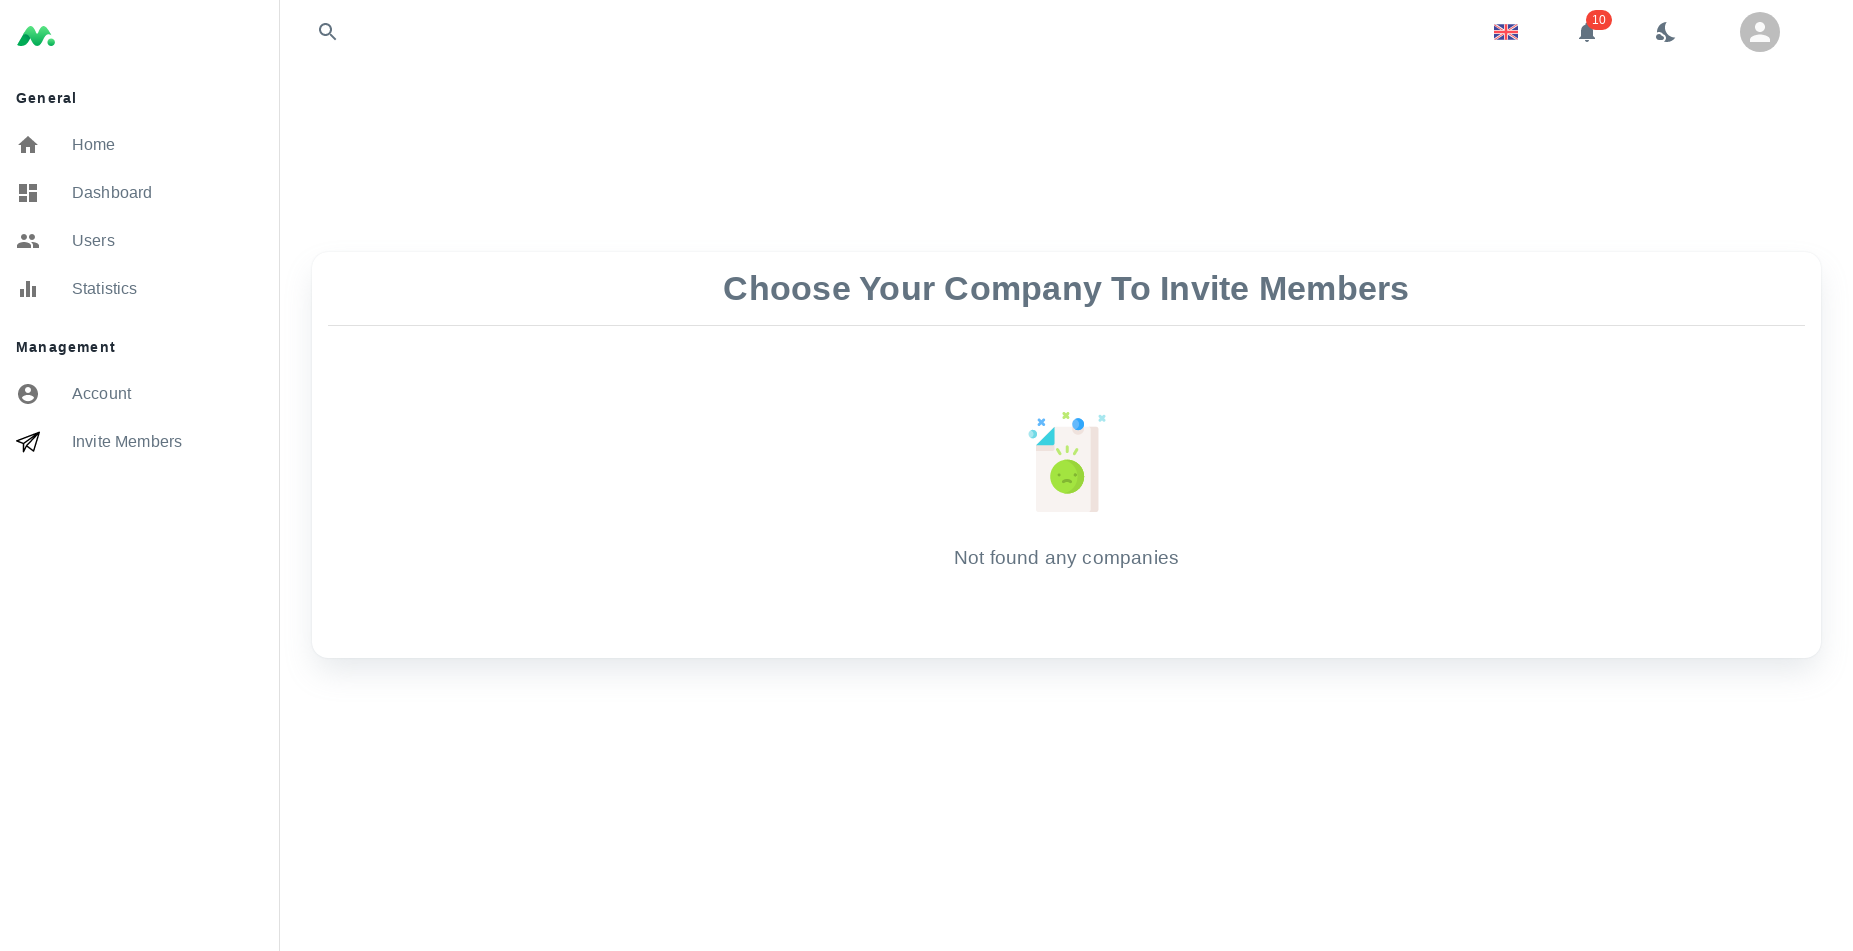 10
General
Home
Dashboard
Users
Statistics
Management
Account
Invite Members
Choose Your Company To Invite Members
Not found any companies